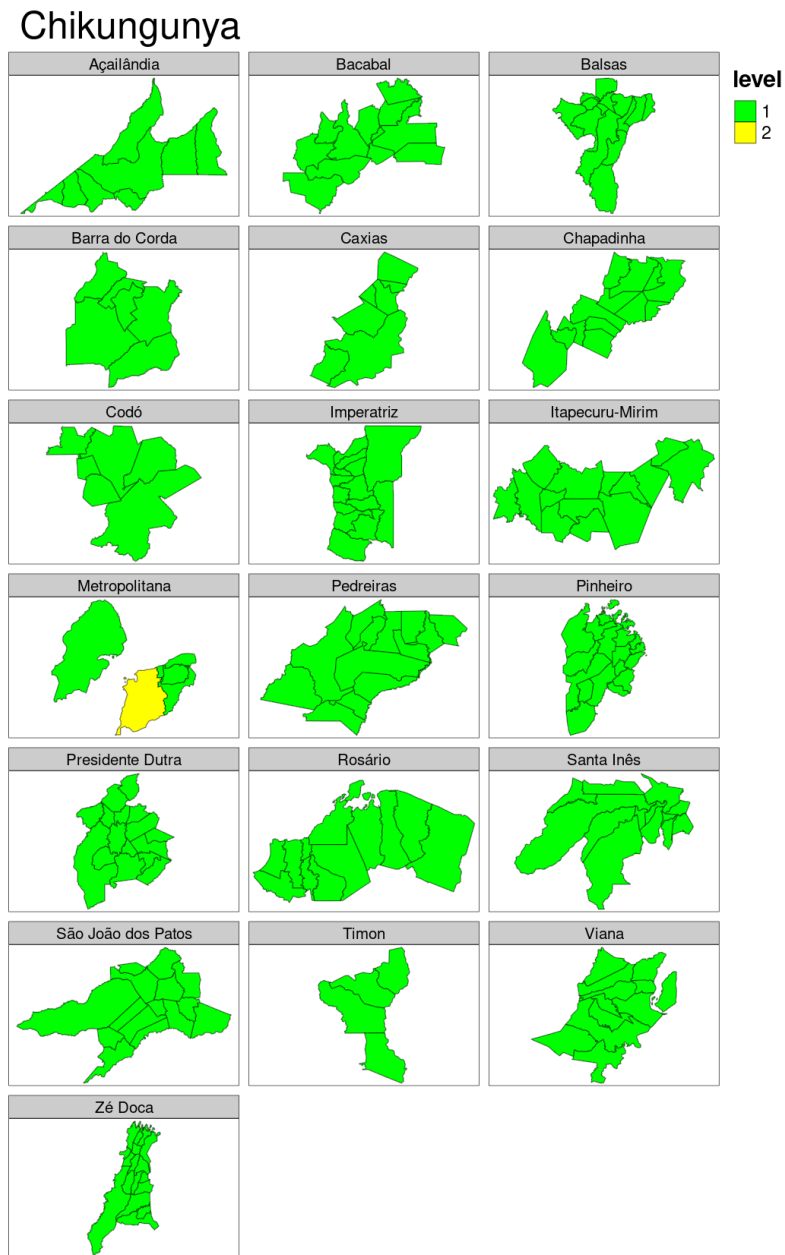 Chikungunya
Açailândia
Bacabal
Balsas
level
1
2
Barra do Corda
Caxias
Chapadinha
Codó
Imperatriz
Itapecuru-Mirim
Metropolitana
Pedreiras
Pinheiro
Presidente Dutra
Rosário
Santa Inês
São João dos Patos
Timon
Viana
Zé Doca